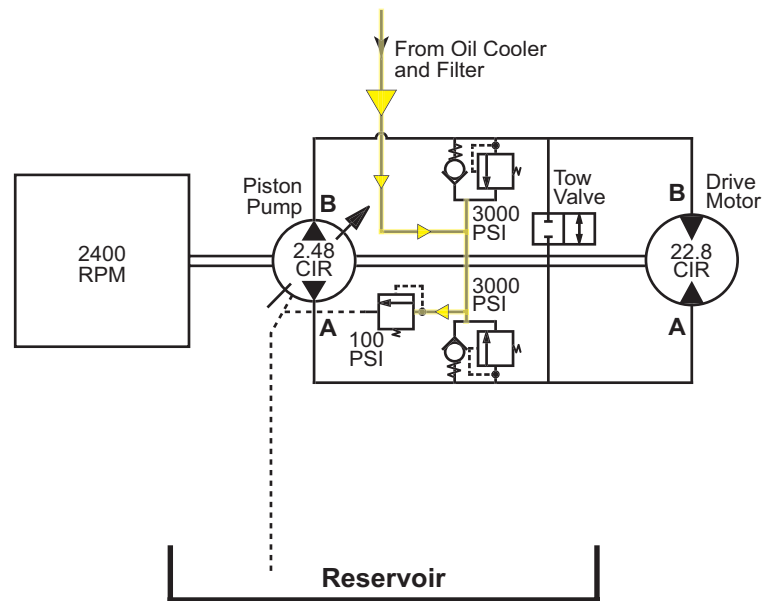 From Oil Cooler
and Filter
Piston
Pump
B
2400
RPM
2.48
CIR
A
3000
PSI
3000
PSI
100
PSI
Tow
Valve
B
Drive
Motor
22.8
CIR
A
Reservoir